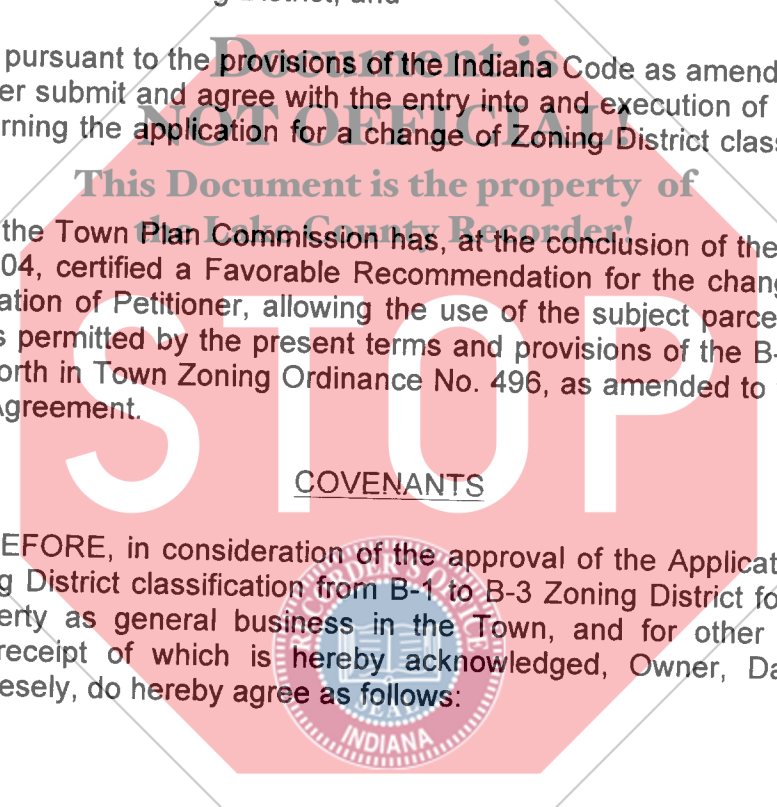 g District, and
Document is
pursuant to the provisions of the Indiana Code as amend
er submit and agree with the entry into and execution of
NOT OFFICIAL!
rning the application for a change of Zoning District class
This Document is the property of
the Lake County Recorder!
the Town Plan Commission has, at the conclusion of the
04, certified a Favorable Recommendation for the chang
ation of Petitioner, allowing the use of the subject parce
s permitted by the present terms and provisions of the B-
orth in Town Zoning Ordinance No. 496, as amended to
Agreement.
STOP
COVENANTS
EFORE, in consideration of the approval of the Applicat
g District classification from B-1 to B-3 Zoning District fo
erty as general business in the Town, and for other
receipt of which is hereby acknowledged, Owner, Da
esely, do hereby agree as follows:
RECORDER'S OFFICE
SEAL
INDIANA